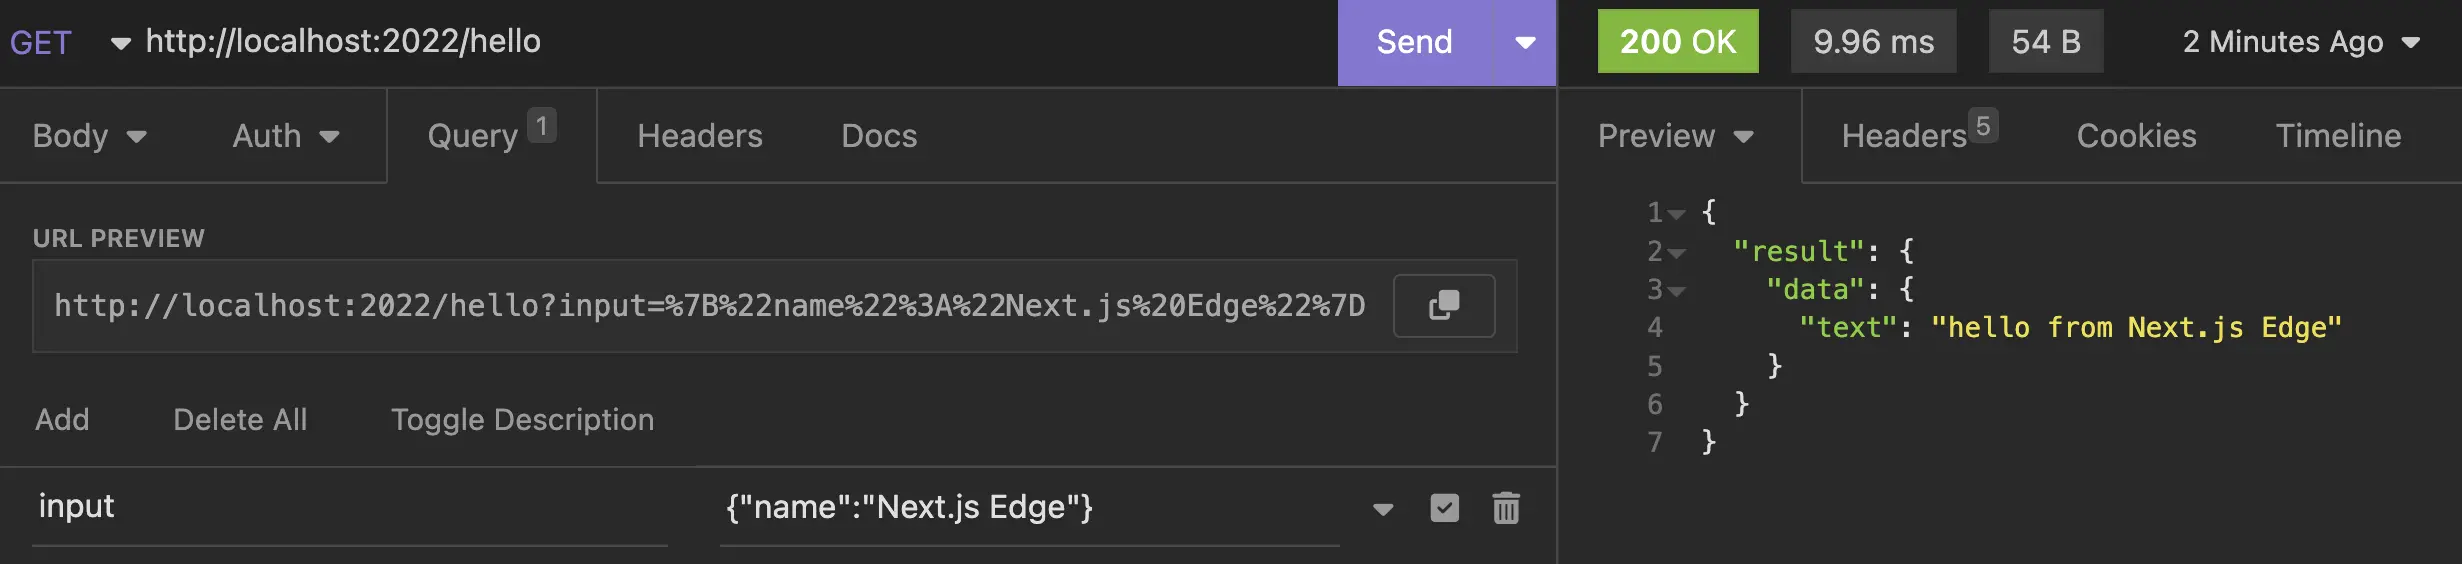 GET http://localhost:2022/hello Send
Body Auth Query 1 Headers Docs
URL PREVIEW
http://localhost:2022/hello?input=%7B%22name%22%3A%22Next.js%20Edge%22%7D
Add Delete All Toggle Description
input {"name":"Next.js Edge"}
200 OK 9.96 ms 54 B 2 Minutes Ago
Preview Headers 5 Cookies Timeline
1 {
2 "result": {
3 "data": {
4 "text": "hello from Next.js Edge"
5 }
6 }
7 }